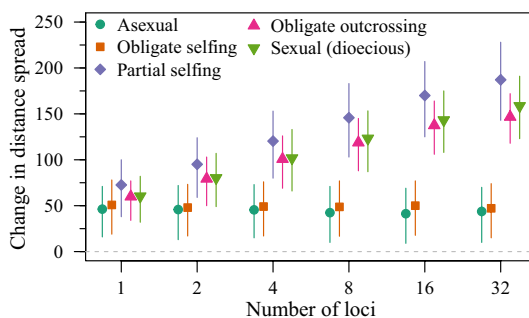 Asexual
Obligate selfing
Partial selfing
Obligate outcrossing
Sexual (dioecious)
Change in distance spread
250
200
150
100
50
0
1 2 4 8 16 32
Number of loci